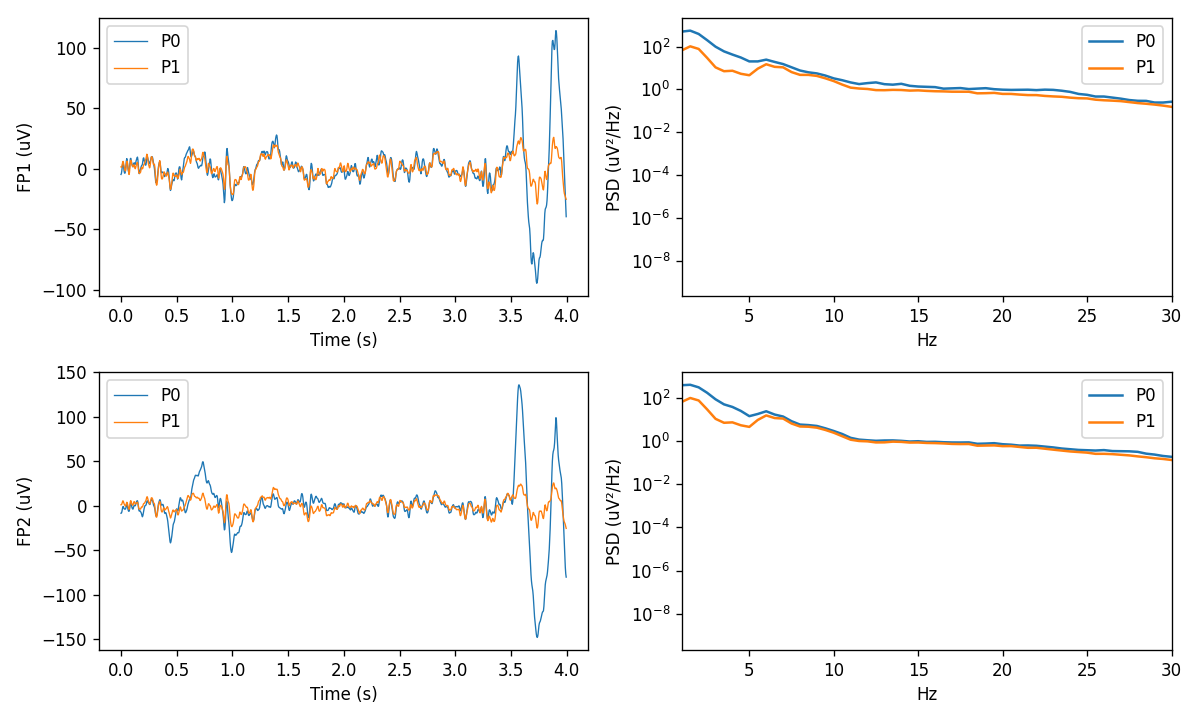 FP1 (uV)
100
50
0
−50
−100
P0
P1
0.0 0.5 1.0 1.5 2.0 2.5 3.0 3.5 4.0
Time (s)
PSD (uV²/Hz)
10²
10⁰
10⁻²
10⁻⁴
10⁻⁶
10⁻⁸
P0
P1
5 10 15 20 25 30
Hz
FP2 (uV)
150
100
50
0
−50
−100
−150
P0
P1
0.0 0.5 1.0 1.5 2.0 2.5 3.0 3.5 4.0
Time (s)
PSD (uV²/Hz)
10²
10⁰
10⁻²
10⁻⁴
10⁻⁶
10⁻⁸
P0
P1
5 10 15 20 25 30
Hz